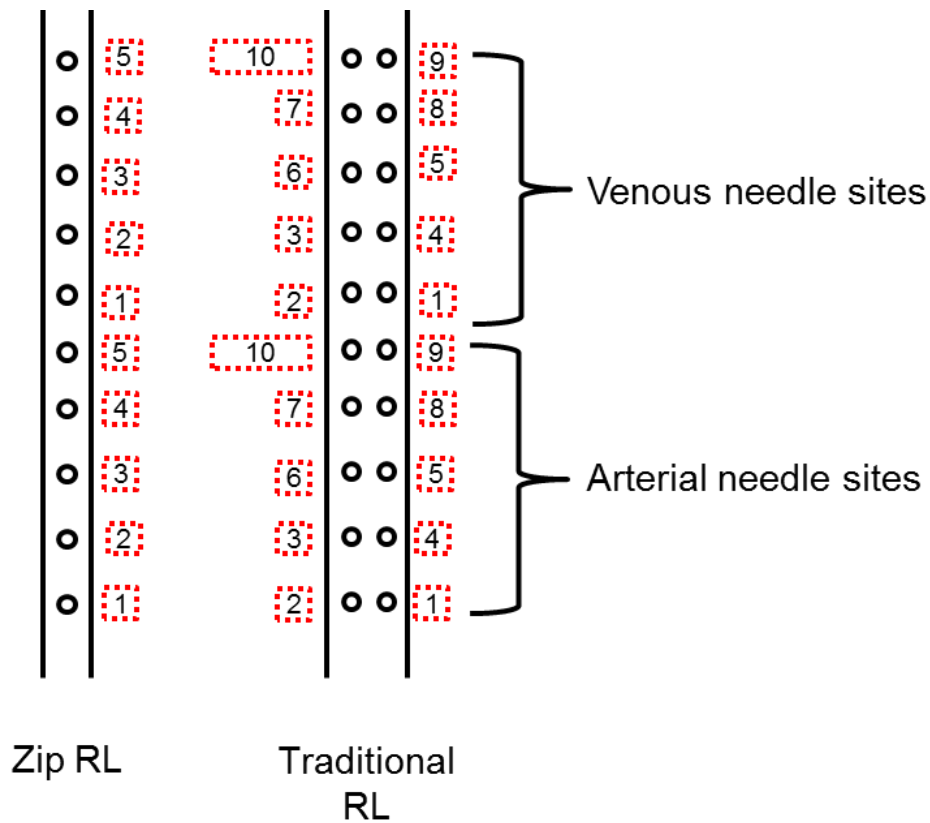 5 10 9
4 7 8
3 6 5
Venous needle sites
2 3 4
1 2 1
5 10 9
4 7 8
3 6 5
Arterial needle sites
2 3 4
1 2 1
Zip RL
Traditional
RL